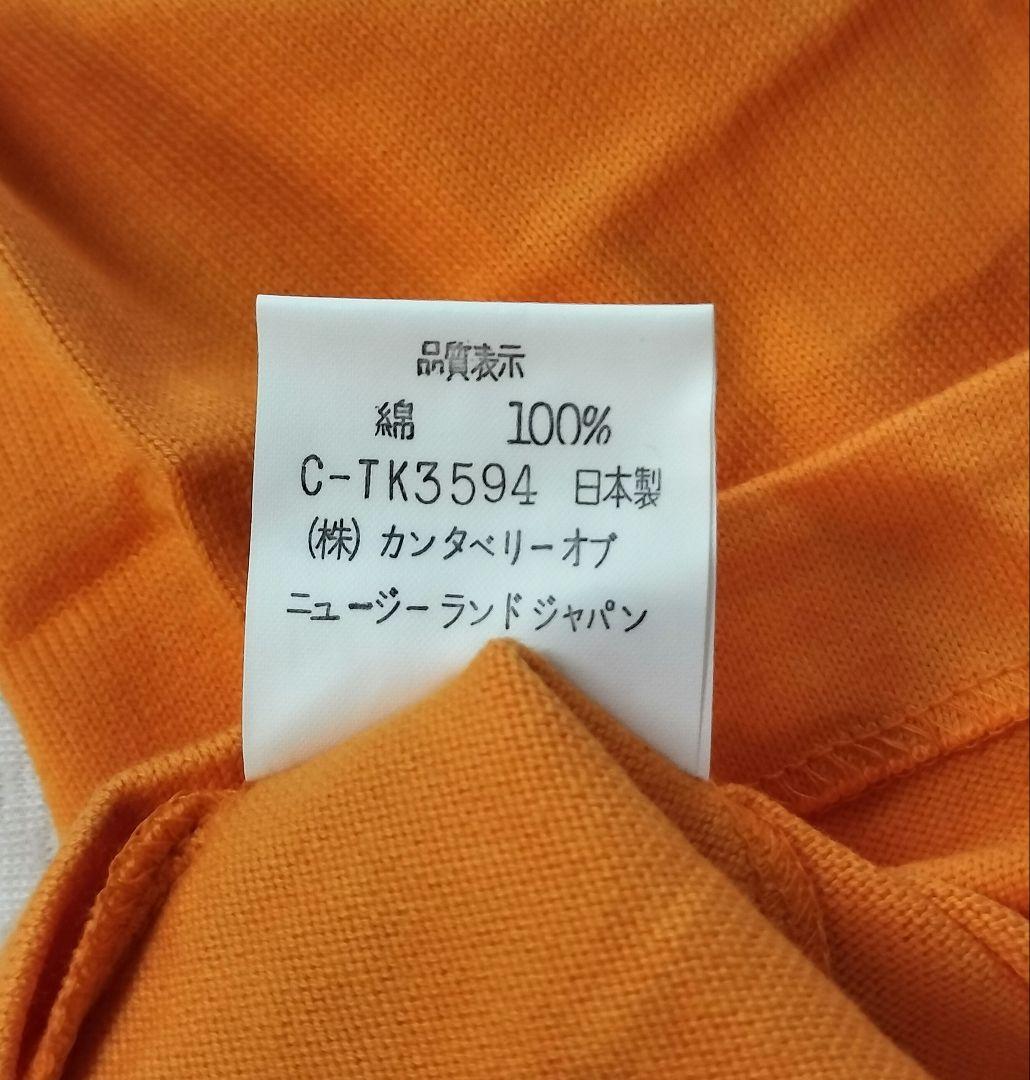 品質表示
綿 100%
C-TK3594 日本製
(株) カンタベリーオブ
ニュージーランドジャパン